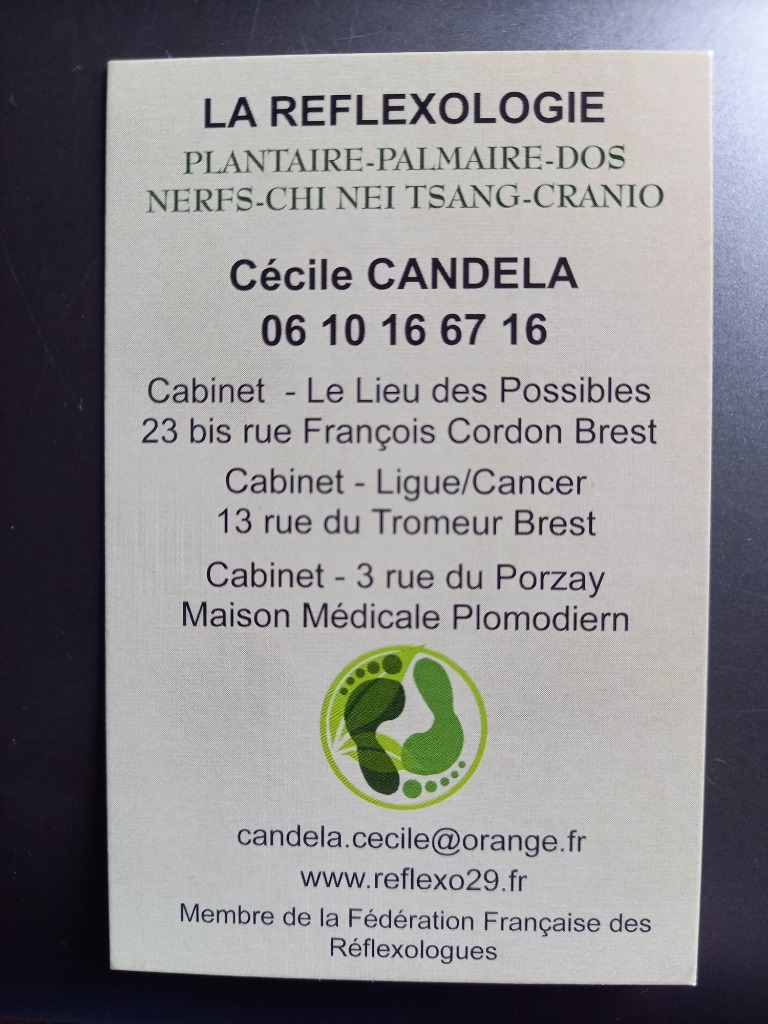 LA REFLEXOLOGIE
PLANTAIRE-PALMAIRE-DOS
NERFS-CHI NEI TSANG-CRANIO
Cécile CANDELA
06 10 16 67 16
Cabinet - Le Lieu des Possibles
23 bis rue François Cordon Brest
Cabinet - Ligue/Cancer
13 rue du Tromeur Brest
Cabinet - 3 rue du Porzay
Maison Médicale Plomodiern
candela.cecile@orange.fr
www.reflexo29.fr
Membre de la Fédération Française des
Réflexologues